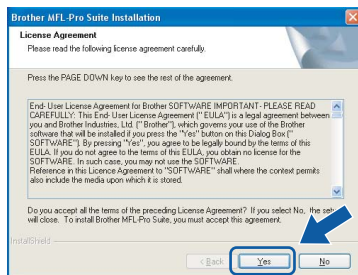 Brother MFL-Pro Suite Installation
License Agreement
Please read the following license agreement carefully.
Press the PAGE DOWN key to see the rest of the agreement.
End- User License Agreement for Brother SOFTWARE IMPORTANT- PLEASE READ
CAREFULLY: This End- User License Agreement (" EULA") is a legal agreement between
you and Brother Industries, Ltd. (" Brother"), which governs your use of the Brother
software that will be installed if you press the "Yes" button on this Dialog Box ("
SOFTWARE"). By pressing "Yes", you agree to be legally bound by the terms of this
EULA. If you do not agree to the terms of this EULA, you obtain no license for the
SOFTWARE. In such case, you may not use the SOFTWARE.
Reference in this Licence Agreement to "SOFTWARE" shall where the context permits
also include the media upon which it is stored.
Do you accept all the terms of the preceding License Agreement? If you select No, the
will close. To install Brother MFL-Pro Suite, you must accept this agreement.
InstallShield
< Back
Yes
No